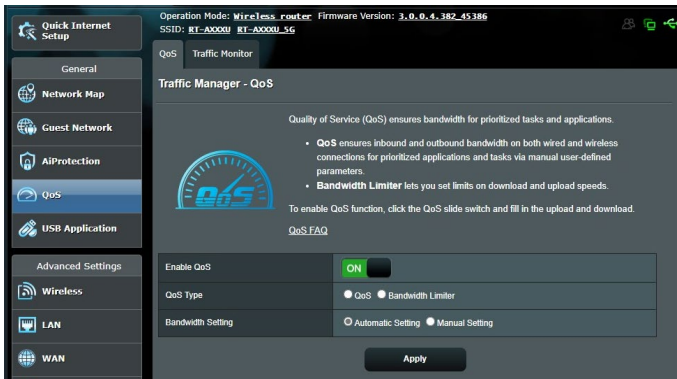 Quick Internet
Setup
General
Network Map
Guest Network
AiProtection
QoS
USB Application
Advanced Settings
Wireless
LAN
WAN
Operation Mode: Wireless router Firmware Version: 3.0.0.4.382_45386
SSID: RT-AXXXU RT-AXXXU_5G
QoS Traffic Monitor
Traffic Manager - QoS
QoS
Quality of Service (QoS) ensures bandwidth for prioritized tasks and applications.
• QoS ensures inbound and outbound bandwidth on both wired and wireless
connections for prioritized applications and tasks via manual user-defined
parameters.
• Bandwidth Limiter lets you set limits on download and upload speeds.
To enable QoS function, click the QoS slide switch and fill in the upload and download.
QoS FAQ
Enable QoS ON
QoS Type QoS Bandwidth Limiter
Bandwidth Setting Automatic Setting Manual Setting
Apply